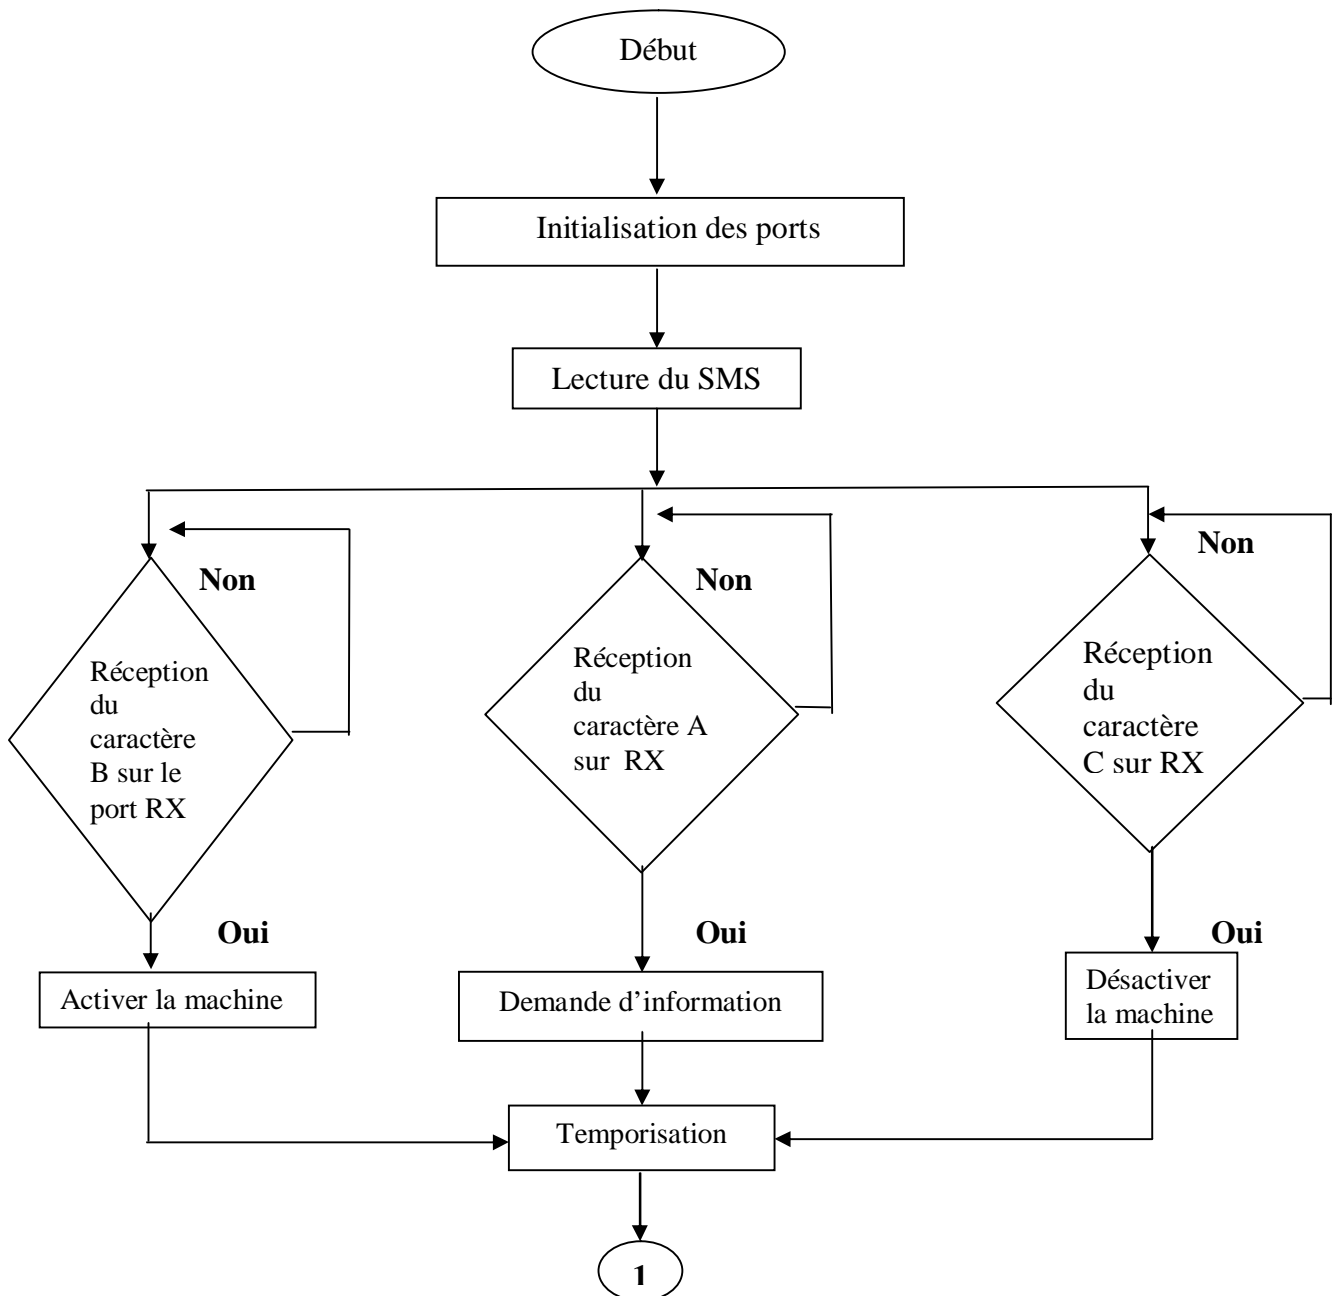 Début
Initialisation des ports
Lecture du SMS
Non
Réception
du
caractère
B sur le
port RX
Oui
Activer la machine
Non
Réception
du
caractère A
sur RX
Oui
Demande d’information
Non
Réception
du
caractère
C sur RX
Oui
Désactiver
la machine
Temporisation
1